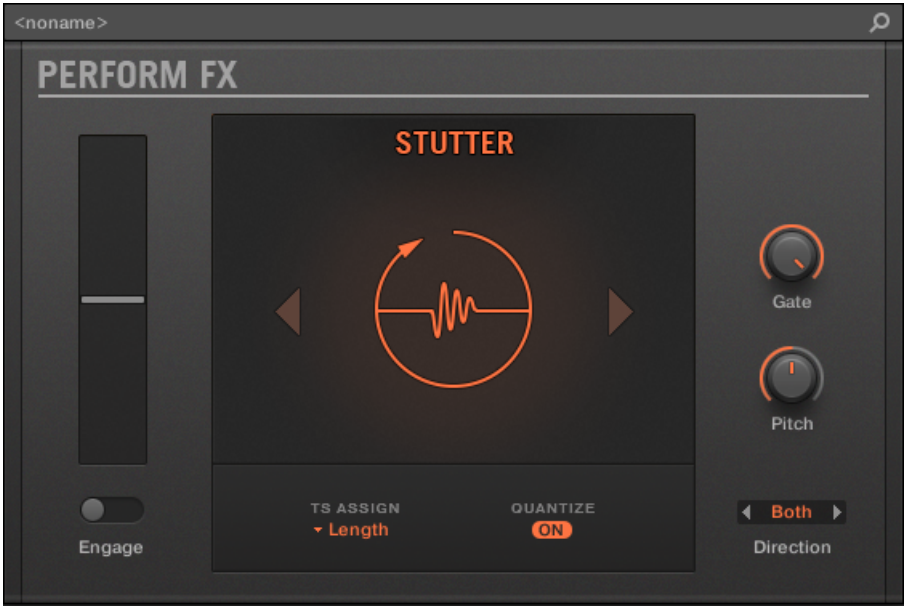 <noname>
PERFORM FX
STUTTER
Gate
Pitch
TS ASSIGN
Length
QUANTIZE
ON
Engage
Both
Direction